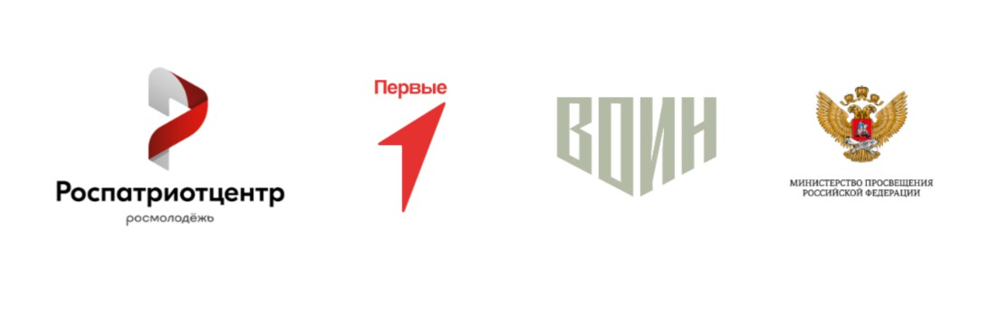 Роспатриотцентр
росмолодёжь
Первые
ВОИН
МИНИСТЕРСТВО ПРОСВЕЩЕНИЯ
РОССИЙСКОЙ ФЕДЕРАЦИИ